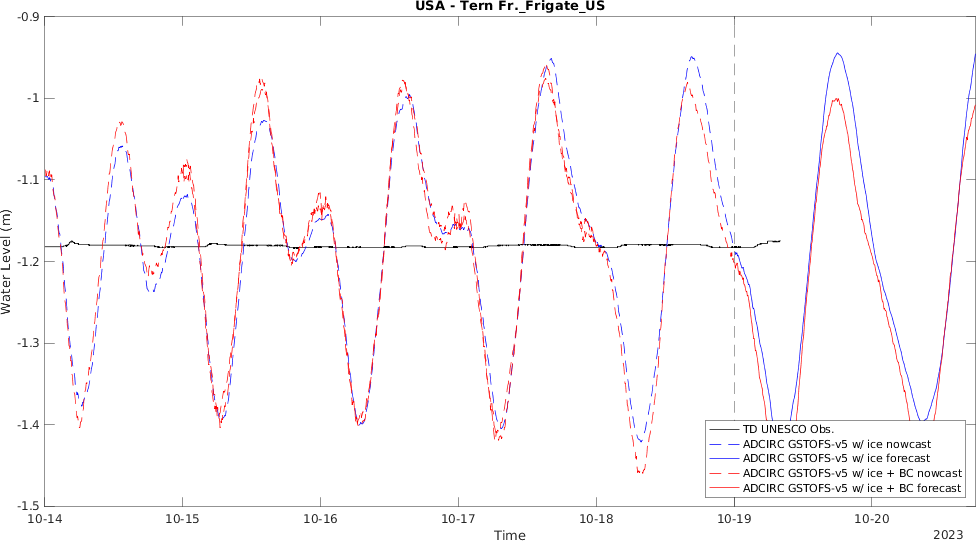 USA - Tern Fr._Frigate_US
-0.9
-1
-1.1
-1.2
-1.3
-1.4
-1.5
Water Level (m)
TD UNESCO Obs.
ADCIRC GSTOFS-v5 w/ ice nowcast
ADCIRC GSTOFS-v5 w/ ice forecast
ADCIRC GSTOFS-v5 w/ ice + BC nowcast
ADCIRC GSTOFS-v5 w/ ice + BC forecast
10-14 10-15 10-16 10-17 10-18 10-19 10-20
Time
2023